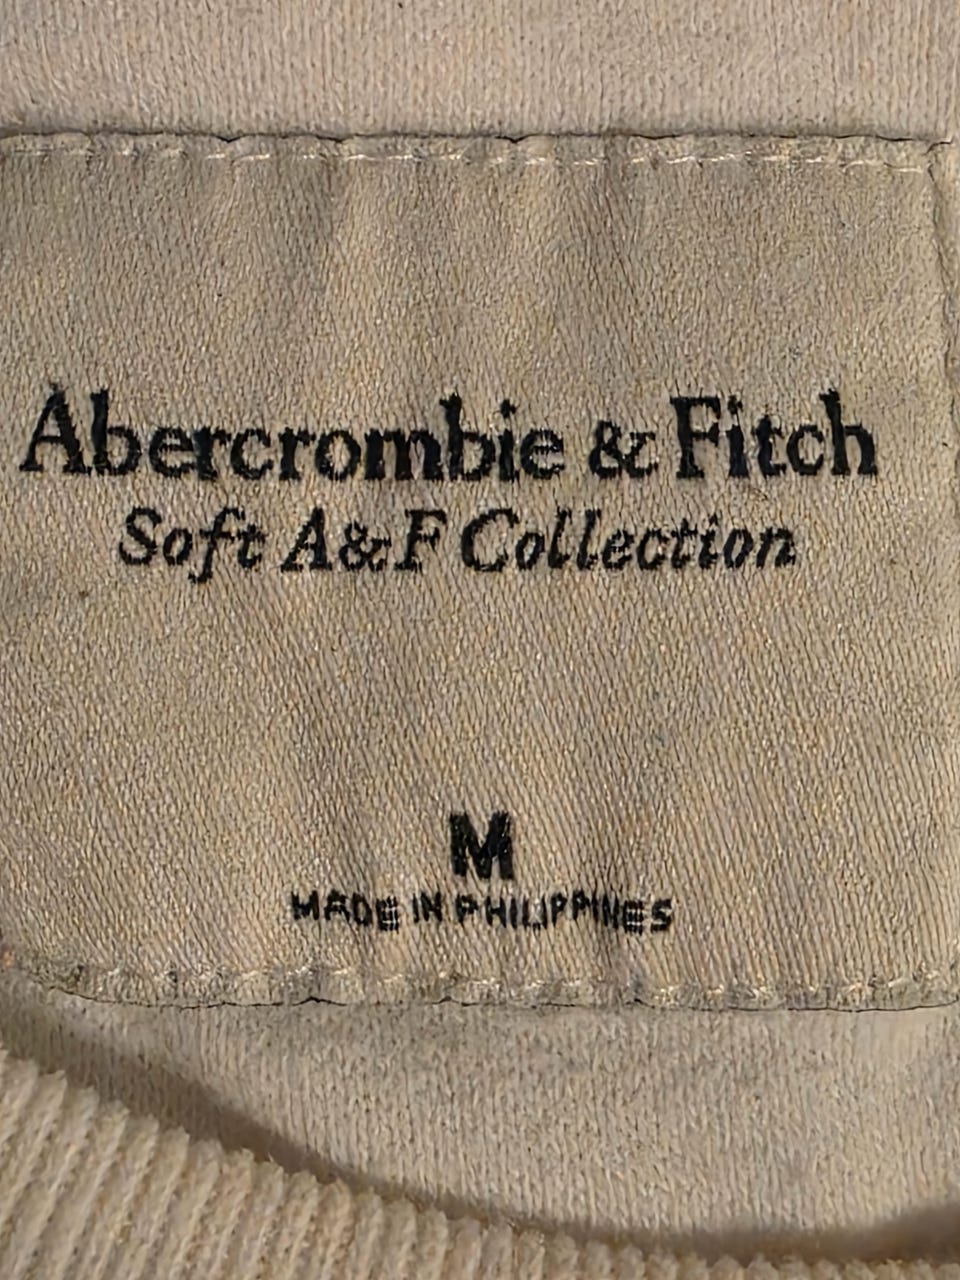 Abercrombie & Fitch
Soft A&F Collection
M
MADE IN PHILIPPINES